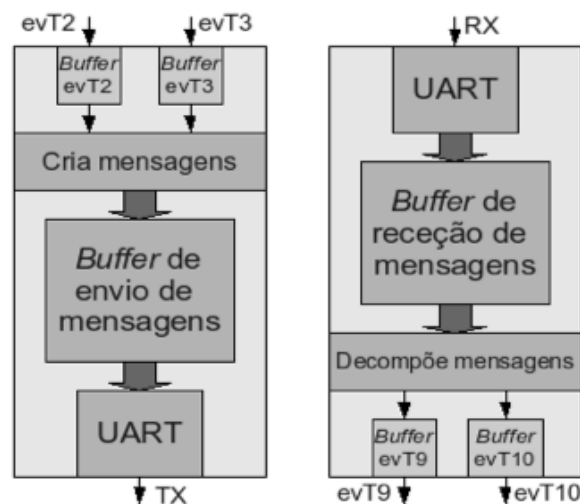 evT2 evT3
Buffer
evT2
Buffer
evT3
Cria mensagens
Buffer de
envio de
mensagens
UART
TX
RX
UART
Buffer de
receção de
mensagens
Decompõe mensagens
Buffer
evT9
Buffer
evT10
evT9 evT10